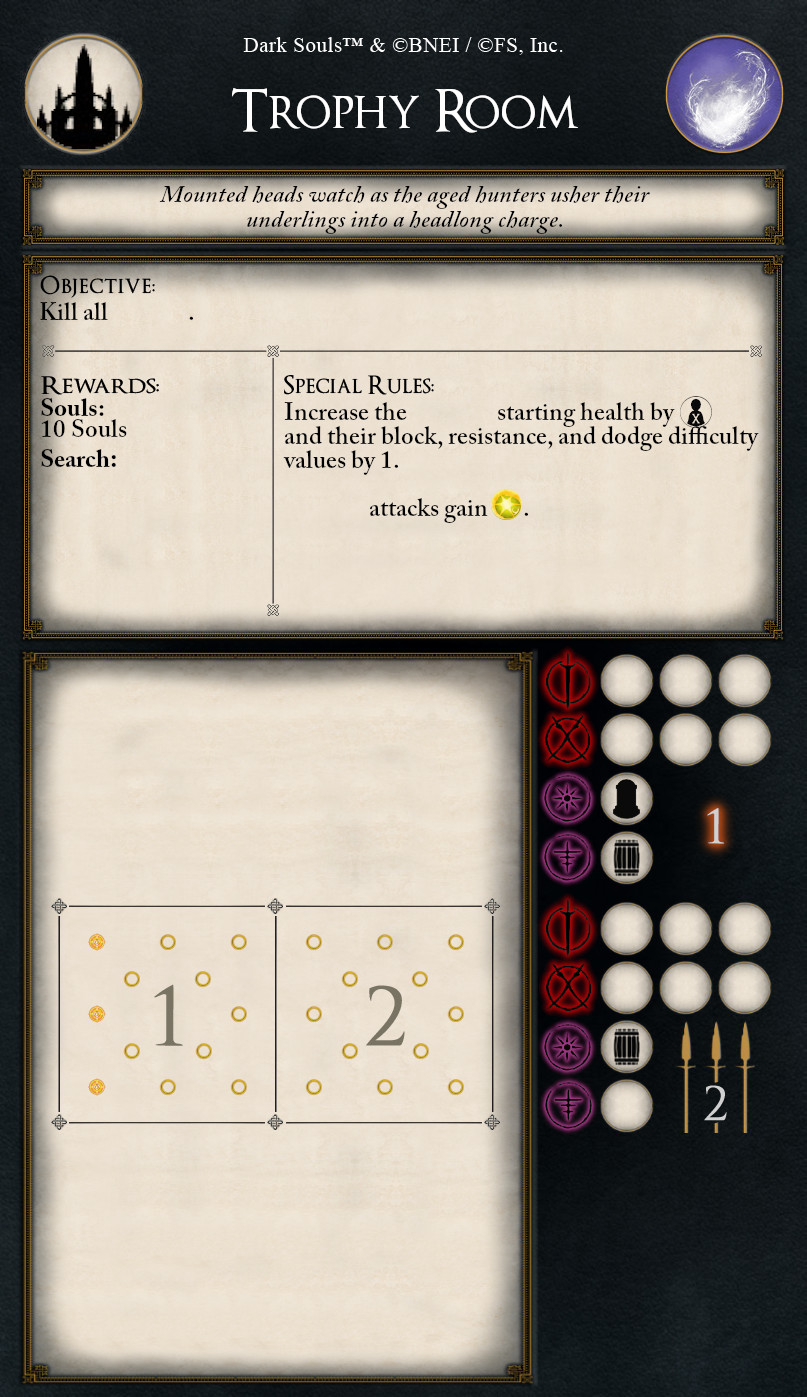 Dark Souls™ & ©BNEI / ©FS, Inc.
Trophy Room
Mounted heads watch as the aged hunters usher their
underlings into a headlong charge.
Objective:
Kill all .
Rewards:
Souls:
10 Souls
Search:
Special Rules:
Increase the starting health by X
and their block, resistance, and dodge difficulty
values by 1.
attacks gain .
1
2
1
2